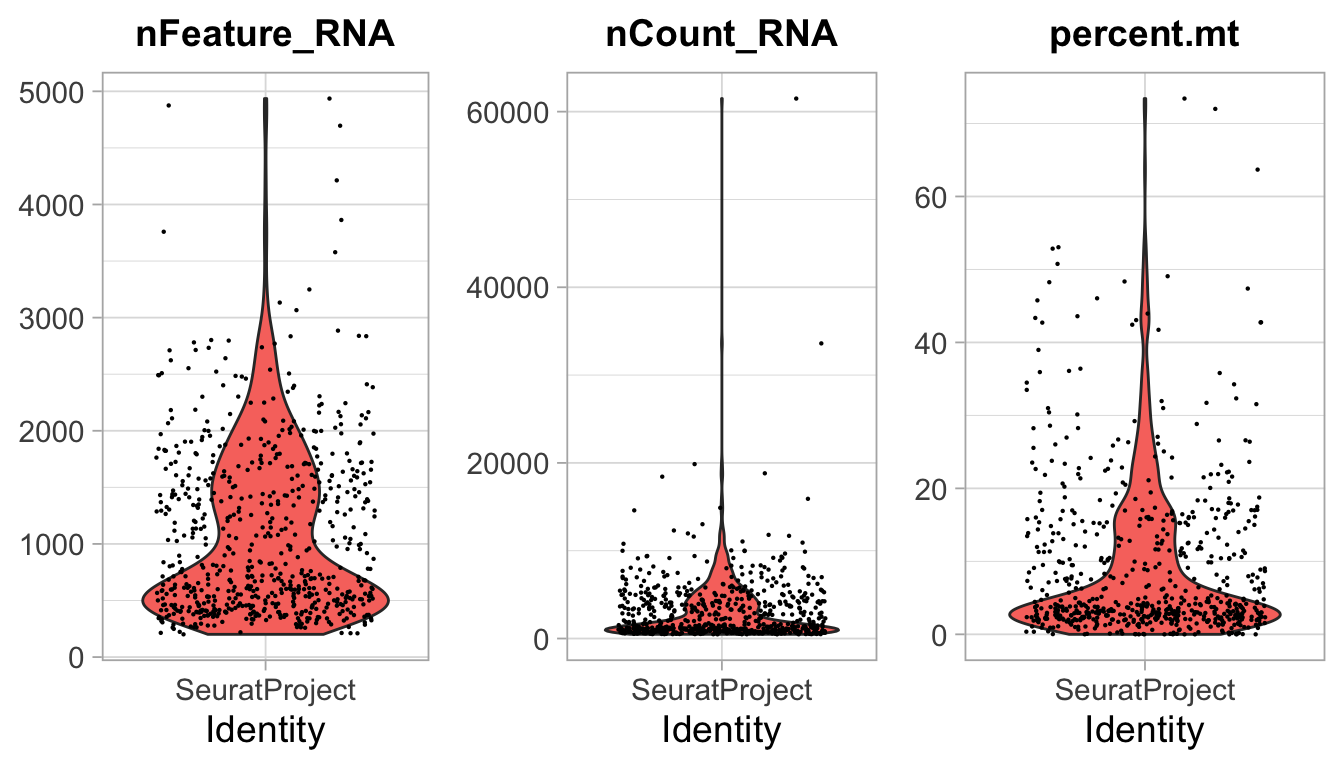 nFeature_RNA
5000
4000
3000
2000
1000
0
SeuratProject
Identity
nCount_RNA
60000
40000
20000
0
SeuratProject
Identity
percent.mt
60
40
20
0
SeuratProject
Identity